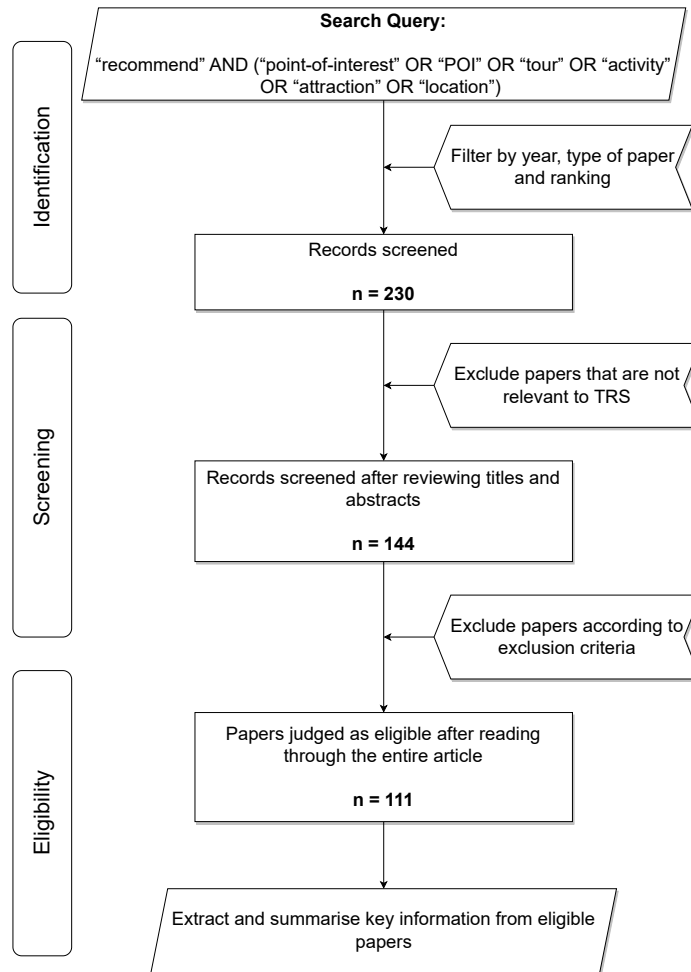 Search Query:
“recommend” AND (“point-of-interest” OR “POI” OR “tour” OR “activity”
OR “attraction” OR “location”)
Identification
Filter by year, type of paper
and ranking
Records screened
n = 230
Screening
Exclude papers that are not
relevant to TRS
Records screened after reviewing titles and
abstracts
n = 144
Exclude papers according to
exclusion criteria
Eligibility
Papers judged as eligible after reading
through the entire article
n = 111
Extract and summarise key information from eligible
papers